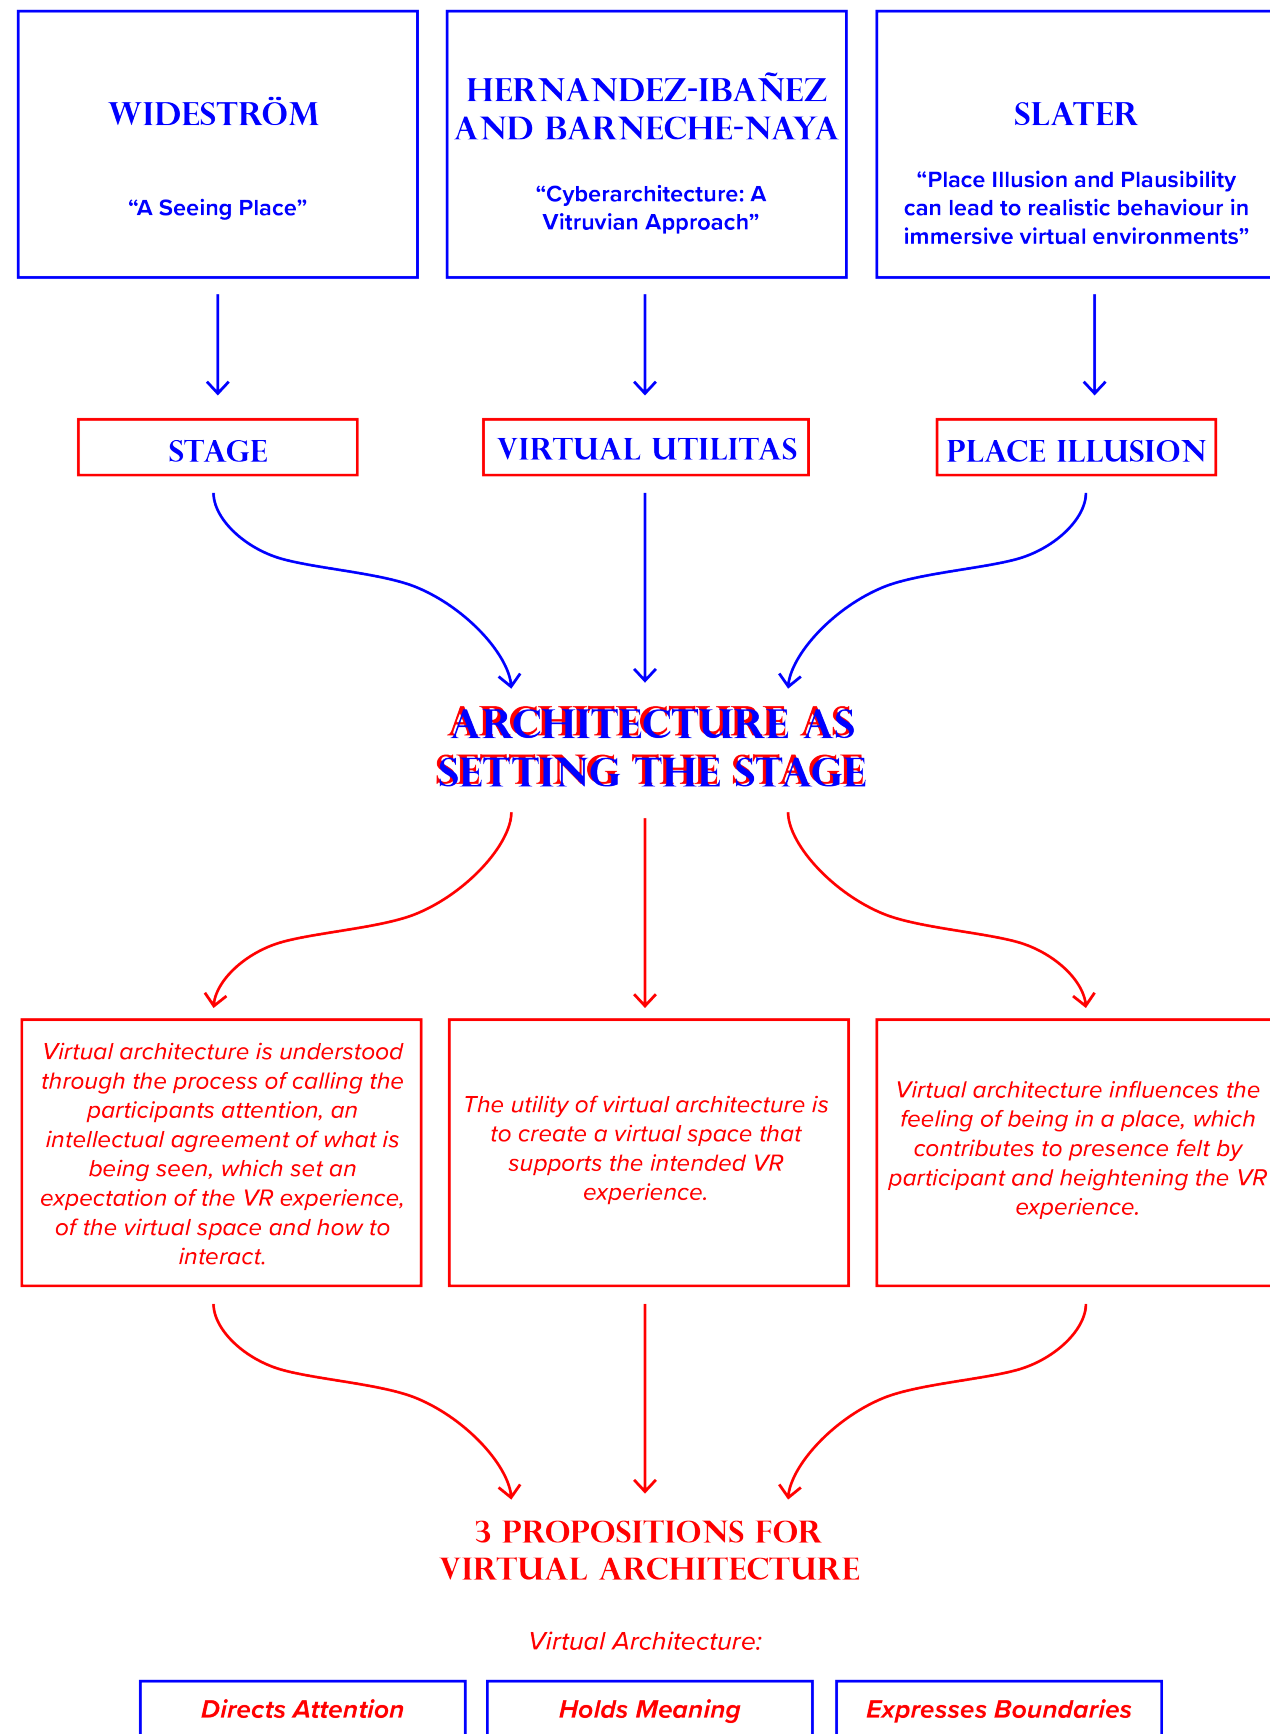 WIDESTRÖM
“A Seeing Place”
HERNANDEZ-IBAÑEZ
AND BARNECHE-NAYA
“Cyberarchitecture: A
Vitruvian Approach”
SLATER
“Place Illusion and Plausibility
can lead to realistic behaviour in
immersive virtual environments”
STAGE
VIRTUAL UTILITAS
PLACE ILLUSION
ARCHITECTURE AS
SETTING THE STAGE
Virtual architecture is understood
through the process of calling the
participants attention, an
intellectual agreement of what is
being seen, which set an
expectation of the VR experience,
of the virtual space and how to
interact.
The utility of virtual architecture is
to create a virtual space that
supports the intended VR
experience.
Virtual architecture influences the
feeling of being in a place, which
contributes to presence felt by
participant and heightening the VR
experience.
3 PROPOSITIONS FOR
VIRTUAL ARCHITECTURE
Virtual Architecture:
Directs Attention
Holds Meaning
Expresses Boundaries